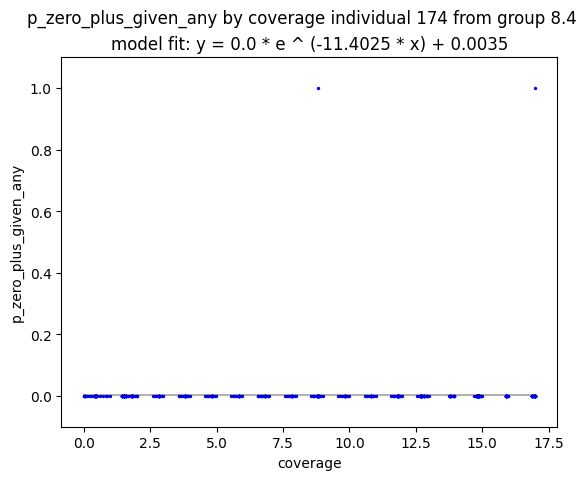 p_zero_plus_given_any by coverage individual 174 from group 8.4
model fit: y = 0.0 * e ^ (-11.4025 * x) + 0.0035
1.0
0.8
0.6
0.4
0.2
0.0
p_zero_plus_given_any
0.0 2.5 5.0 7.5 10.0 12.5 15.0 17.5
coverage